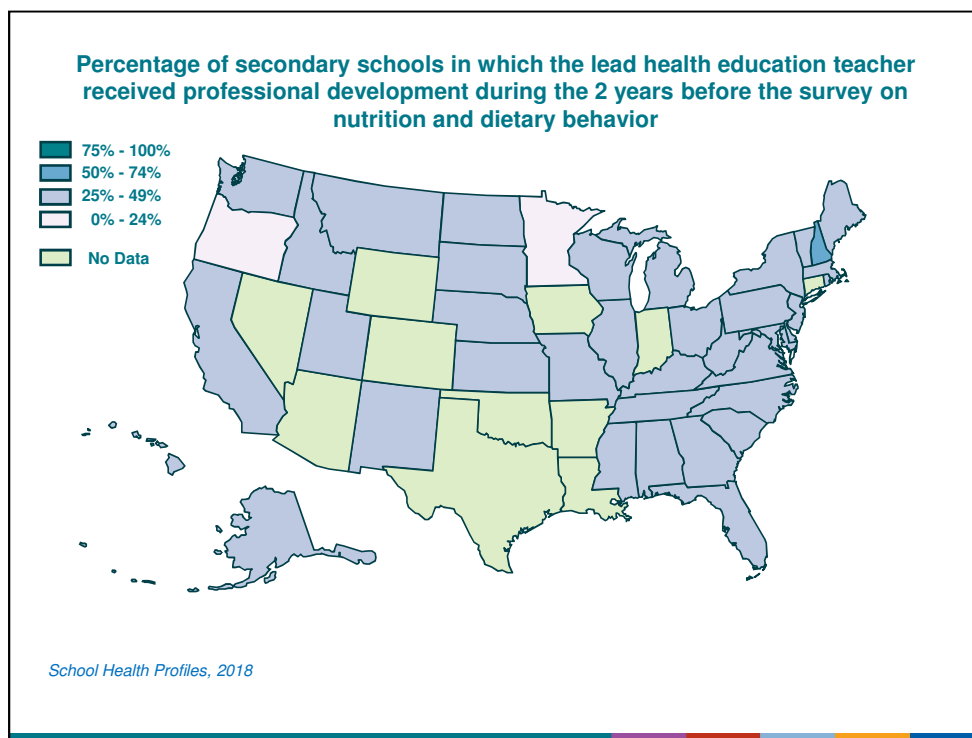 Percentage of secondary schools in which the lead health education teacher
received professional development during the 2 years before the survey on
nutrition and dietary behavior
75% - 100%
50% - 74%
25% - 49%
0% - 24%
No Data
School Health Profiles, 2018